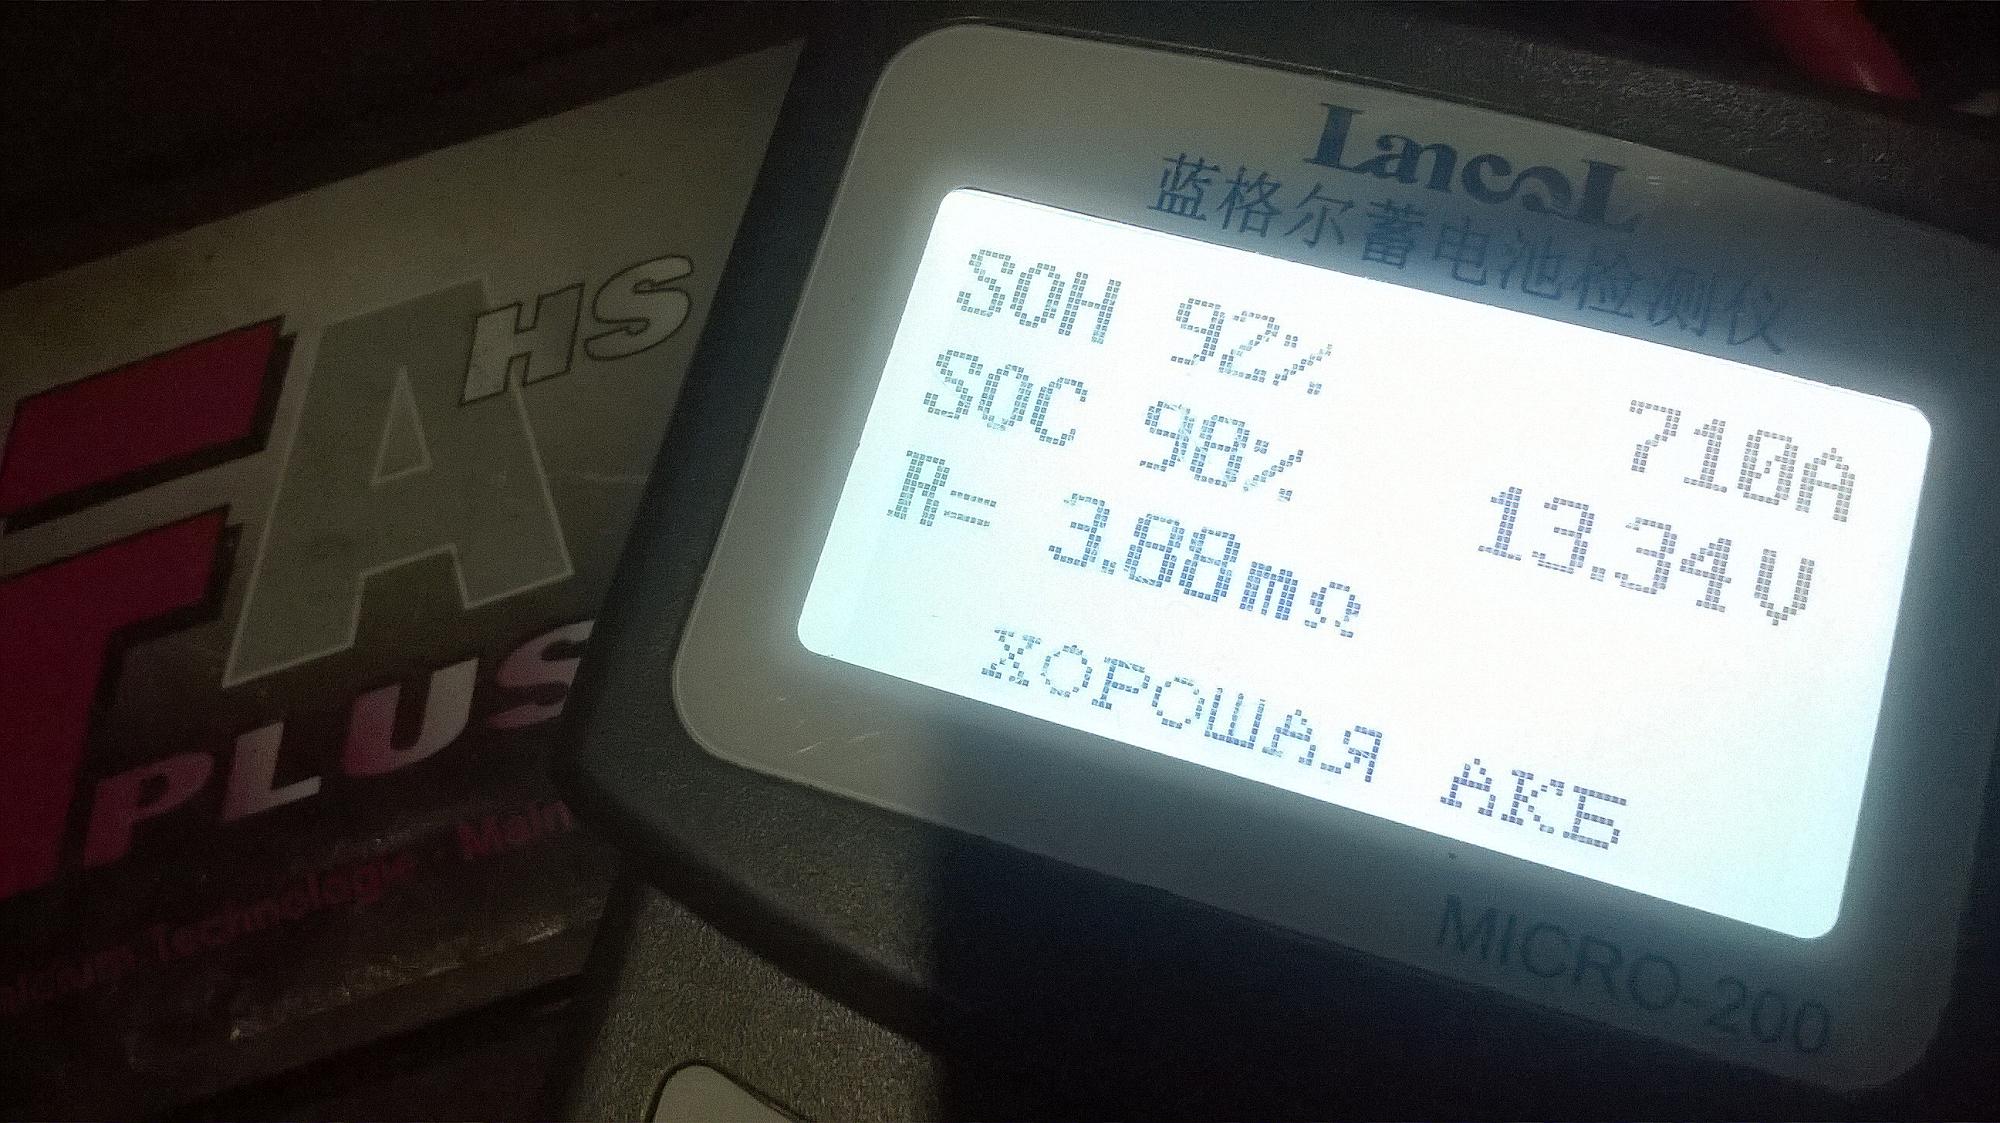 LancoL
蓝格尔蓄电池检测仪
SOH 92% 710A
SOC 98% 13.34V
R= 3.88mΩ
ХОРОШАЯ АКБ
MICRO-200
FA HS
PLUS
Technologie